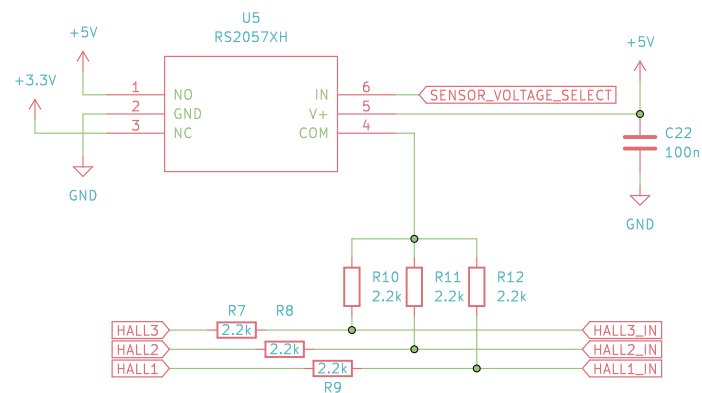 U5
RS2057XH
+5V
+5V
+3.3V
1 NO IN 6 SENSOR_VOLTAGE_SELECT
2 GND V+ 5
3 NC COM 4
C22
100n
GND
GND
R10 R11 R12
2.2k 2.2k 2.2k
R7 R8
HALL3 2.2k HALL3_IN
HALL2 2.2k HALL2_IN
HALL1 2.2k HALL1_IN
R9